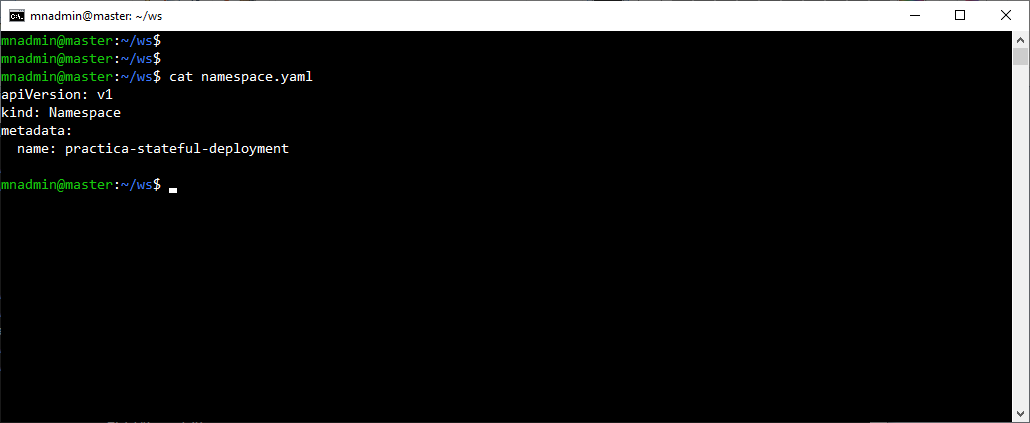 mnadmin@master: ~/ws
mnadmin@master:~/ws$
mnadmin@master:~/ws$
mnadmin@master:~/ws$ cat namespace.yaml
apiVersion: v1
kind: Namespace
metadata:
  name: practica-stateful-deployment
mnadmin@master:~/ws$